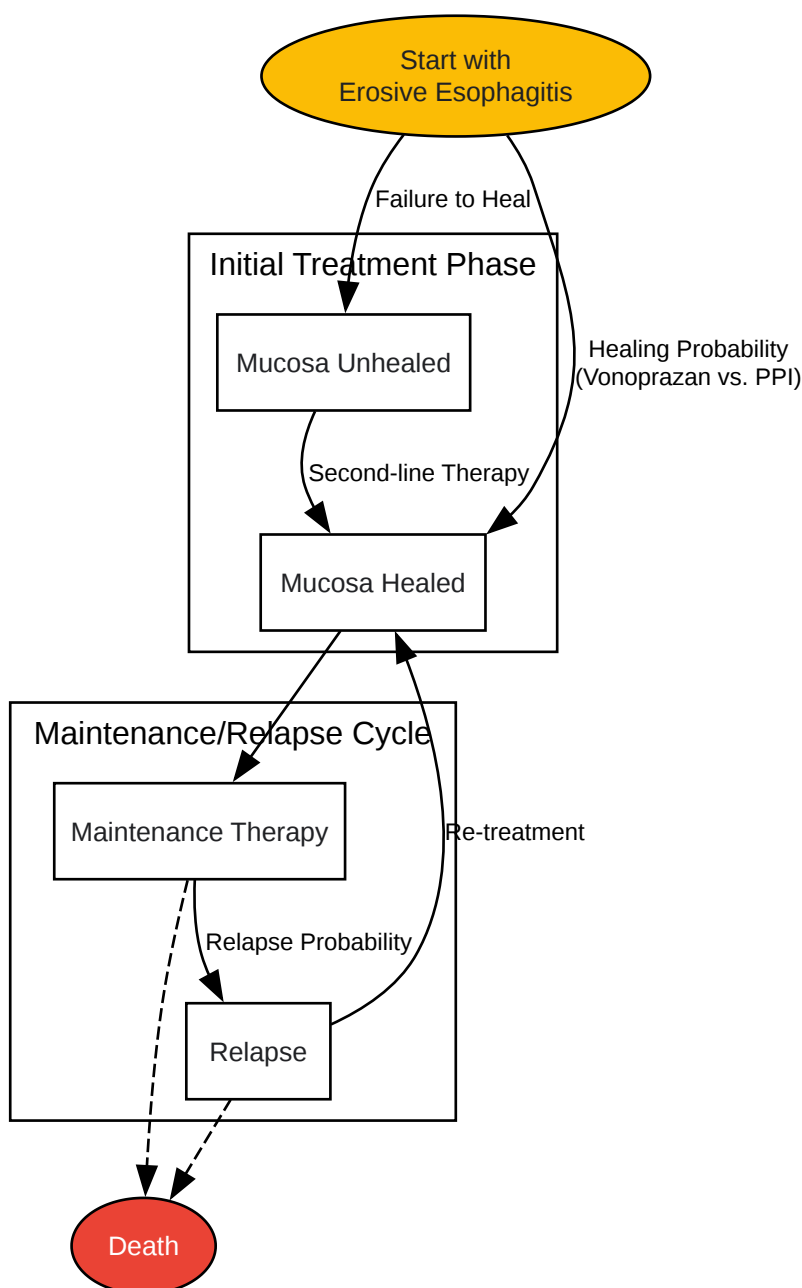 Start with
Erosive Esophagitis
Failure to Heal
Initial Treatment Phase
Healing Probability
(Vonoprazan vs. PPI)
Mucosa Unhealed
Second-line Therapy
Mucosa Healed
Maintenance/Relapse Cycle
Maintenance Therapy
Re-treatment
Relapse Probability
Relapse
Death